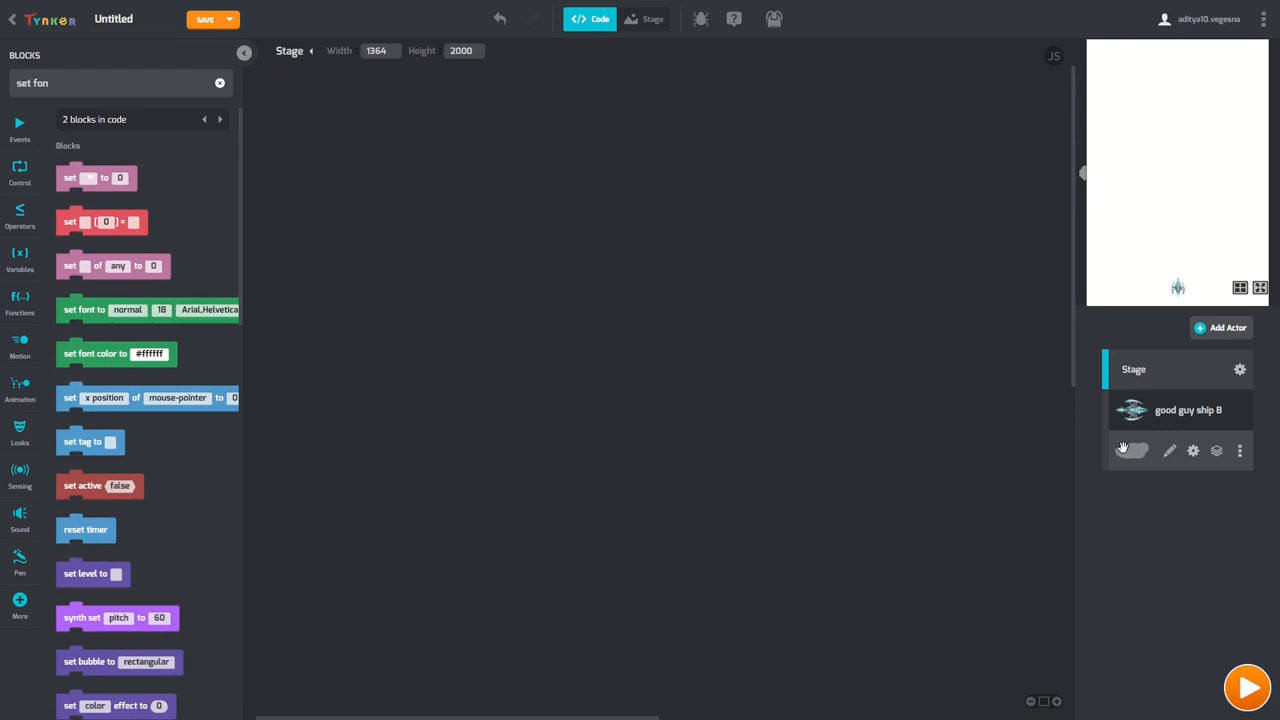 TYNKER
Untitled
SAVE
</> Code
Stage
aditya10.vegesna
BLOCKS
set fon
Stage
Width 1364
Height 2000
JS
2 blocks in code
Blocks
Events
Control
Operators
Variables
Functions
Motion
Animation
Looks
Sensing
Sound
Pen
More
set to 0
set [ 0 ] =
set of any to 0
set font to normal 18 Arial,Helvetica
set font color to #ffffff
set x position of mouse-pointer to 0
set tag to
set active false
reset timer
set level to
synth set pitch to 60
set bubble to rectangular
set color effect to 0
Add Actor
Stage
good guy ship B